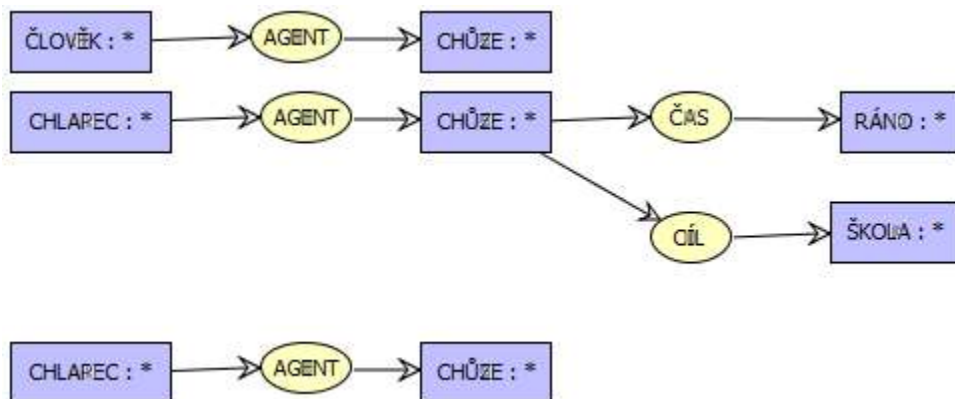 ČLOVĚK : * AGENT CHŮZE : *
CHLAPEC : * AGENT CHŮZE : * ČAS RÁNO : *
CÍL ŠKOLA : *
CHLAPEC : * AGENT CHŮZE : *